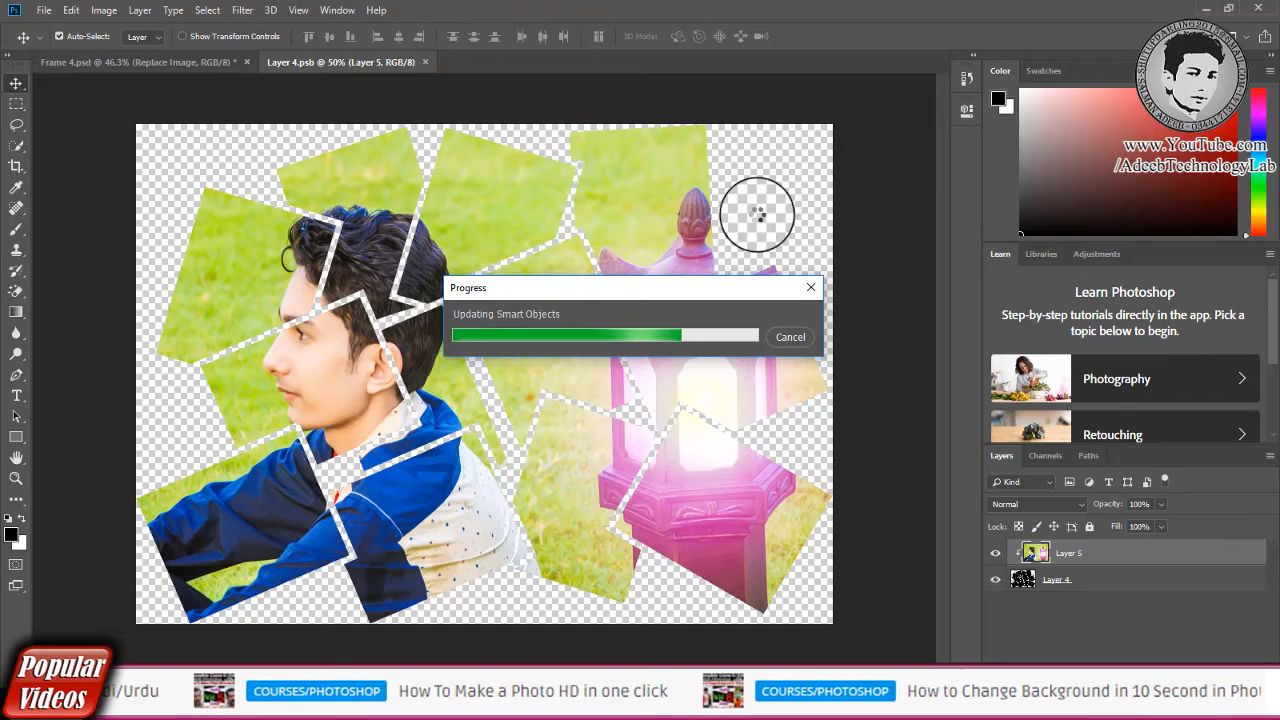 Ps File Edit Image Layer Type Select Filter 3D View Window Help
Auto-Select: Layer Show Transform Controls 3D Mode:
Frame 4.psd @ 46.3% (Replace Image, RGB/8) * × Layer 4.psb @ 50% (Layer 5, RGB/8) ×
Color Swatches
www.YouTube.com
/AdeebTechnologyLab
Learn Libraries Adjustments
Learn Photoshop
Step-by-step tutorials directly in the app. Pick a
topic below to begin.
Photography
Retouching
Progress
Updating Smart Objects
Cancel
Layers Channels Paths
Kind
Normal Opacity: 100%
Lock: Fill: 100%
Layer 5
Layer 4
Popular
Videos
di/Urdu COURSES/PHOTOSHOP How To Make a Photo HD in one click COURSES/PHOTOSHOP How to Change Background in 10 Second in Phot